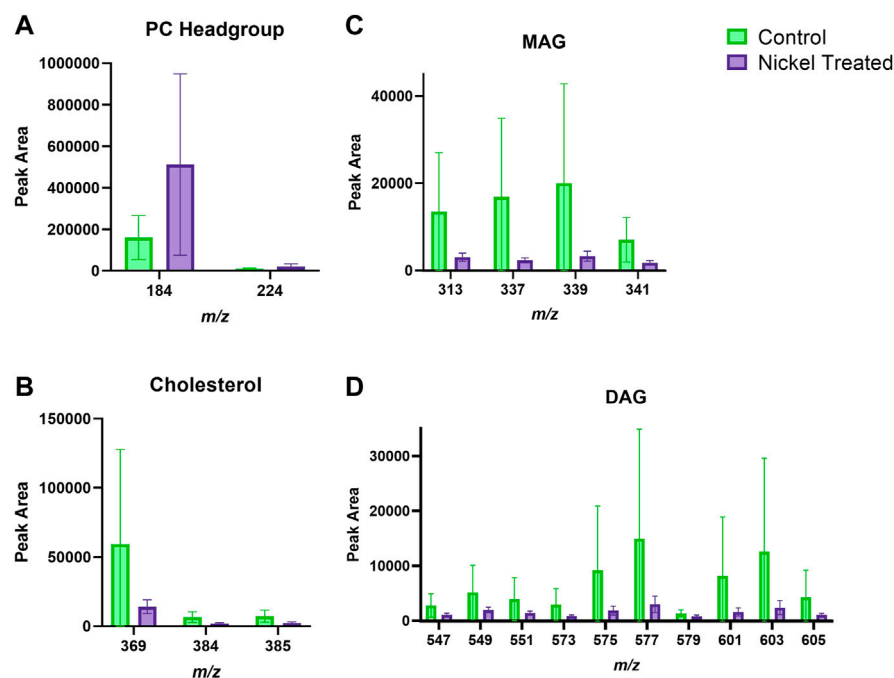 A
PC Headgroup
1000000
800000
600000
400000
200000
0
Peak Area
184 224
m/z
C
MAG
40000
20000
0
Peak Area
313 337 339 341
m/z
Control
Nickel Treated
B
Cholesterol
150000
100000
50000
0
Peak Area
369 384 385
m/z
D
DAG
30000
20000
10000
0
Peak Area
547 549 551 573 575 577 579 601 603 605
m/z